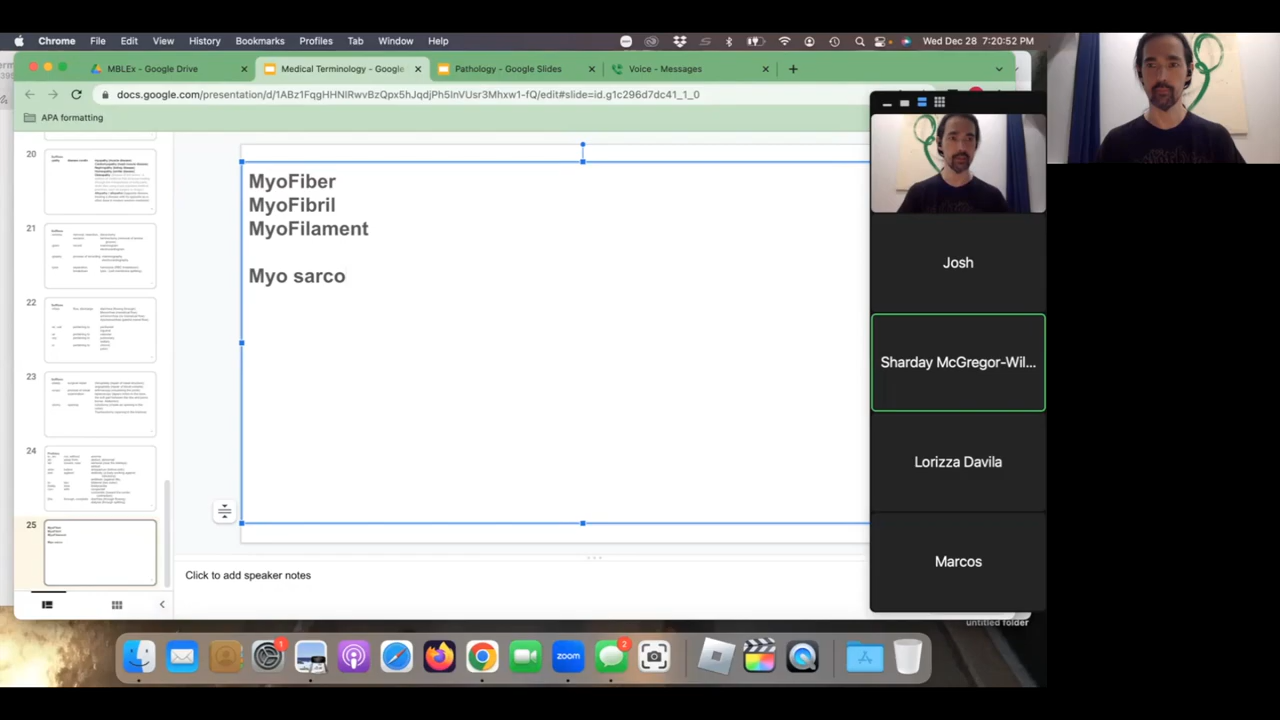 Chrome File Edit View History Bookmarks Profiles Tab Window Help Wed Dec 28 7:20:52 PM
MBLEx - Google Drive Medical Terminology - Google Pathology - Google Slides Voice - Messages
docs.google.com/presentation/d/1ABz1FqgHHNIRwvBzQpx5hJqdjPh5lnVUsr3Mhxw1-fQ/edit#slide=id.g1c296d7dc41_1_0
APA formatting
20
21
22
23
24
25
MyoFiber
MyoFibril
MyoFilament
Myo sarco
Click to add speaker notes
Josh
Sharday McGregor-Wil...
Lorizza Davila
Marcos
untitled folder
1
zoom
2